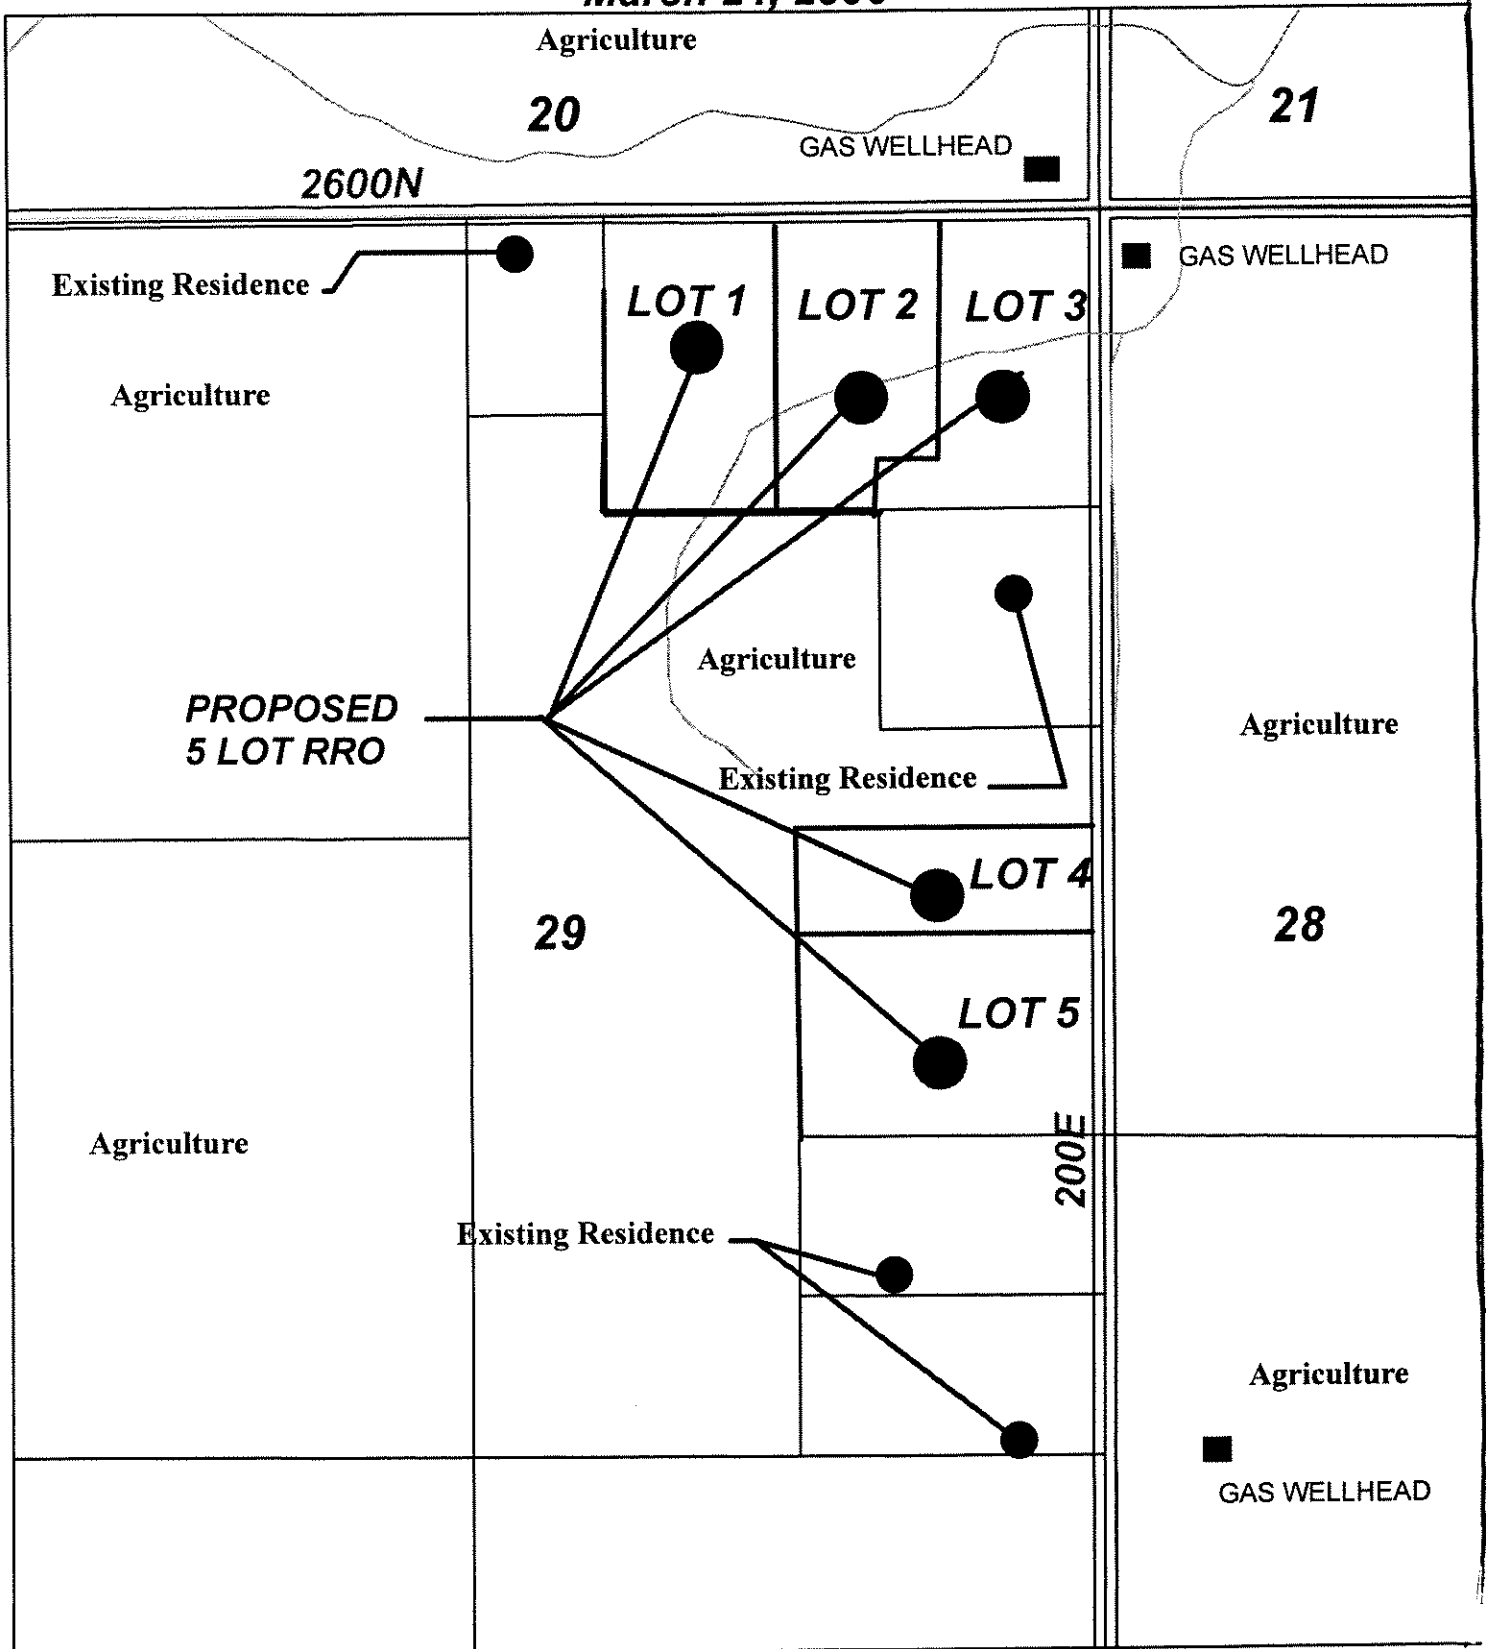 Agriculture
20
21
GAS WELLHEAD
2600N
GAS WELLHEAD
Existing Residence
LOT 1
LOT 2
LOT 3
Agriculture
Agriculture
PROPOSED
5 LOT RRO
Agriculture
Existing Residence
LOT 4
29
28
LOT 5
200E
Agriculture
Existing Residence
Agriculture
GAS WELLHEAD